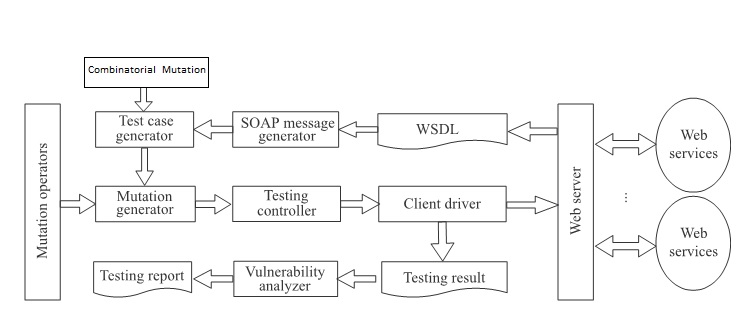 Combinatorial Mutation
Test case
generator
SOAP message
generator
WSDL
Web
services
Mutation operators
Mutation
generator
Testing
controller
Client driver
Web server
...
Web
services
Testing report
Vulnerability
analyzer
Testing result